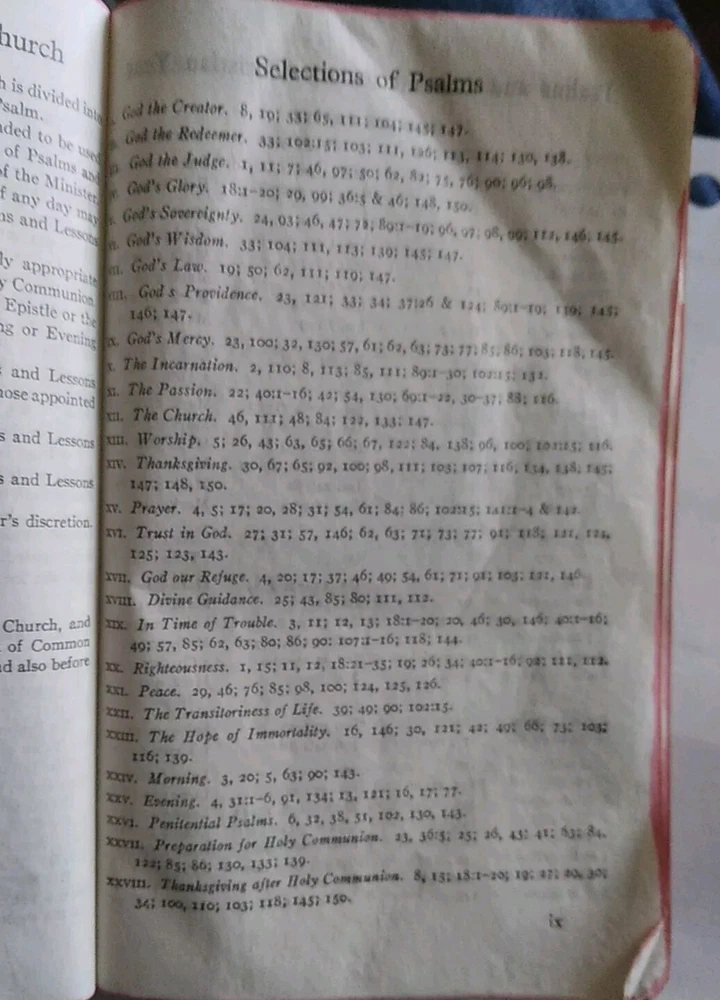 hurch
h is divided into
Psalm.
nded to be used
of Psalms and
of the Minister
f any day may
ns and Lessons
ly appropriate
y Communion
Epistle or the
ng or Evening
s and Lessons
hose appointed
s and Lessons
s and Lessons
r's discretion.
Church, and
of Common
d also before
Selections of Psalms
God the Creator. 8, 19; 33; 65, 111; 104; 145; 147.
God the Redeemer. 33; 102:15; 103; 111, 126; 113, 114; 130, 138.
God the Judge. 1, 11; 7; 46, 97; 50; 62, 82; 75, 76; 90; 96; 98.
God's Glory. 18:1-20; 29, 99; 36:5 & 46; 148, 150.
God's Sovereignty. 24, 93; 46, 47; 72, 89:1-19; 96, 97; 98, 99; 112, 146; 145.
God's Wisdom. 33; 104; 111, 113; 139; 145; 147.
God's Law. 19; 50; 62, 111; 119; 147.
God's Providence. 23, 121; 33; 34; 37:26 & 124; 89:1-19; 139; 145;
146; 147.
ix. God's Mercy. 23, 100; 32, 130; 57, 61; 62, 63; 73; 77; 85, 86; 103; 118, 145.
x. The Incarnation. 2, 110; 8, 113; 85, 111; 89:1-30; 102:15; 132.
xi. The Passion. 22; 40:1-16; 42; 54, 130; 69:1-22, 30-37; 88; 116.
xii. The Church. 46, 111; 48; 84; 122, 133; 147.
xiii. Worship. 5; 26, 43; 63, 65; 66; 67, 122; 84, 138; 96, 100; 102:15; 116.
xiv. Thanksgiving. 30, 67; 65; 92, 100; 98, 111; 103; 107; 116; 134, 138; 145;
147; 148, 150.
xv. Prayer. 4, 5; 17; 20, 28; 31; 54, 61; 84; 86; 102:15; 141:1-4 & 142.
xvi. Trust in God. 27; 31; 57, 146; 62, 63; 71; 73; 77; 91; 118; 121, 124,
125; 123, 143.
xvii. God our Refuge. 4, 20; 17; 37; 46; 49; 54, 61; 71; 91; 103; 121, 146.
xviii. Divine Guidance. 25; 43, 85; 80; 111, 112.
xix. In Time of Trouble. 3, 11; 12, 13; 18:1-20; 20, 46; 30, 146; 40:1-16;
49; 57, 85; 62, 63; 80; 86; 90; 107:1-16; 118; 144.
xx. Righteousness. 1, 15; 11, 12, 18:21-35; 19; 26; 34; 40:1-16; 92; 111, 112.
xxi. Peace. 29, 46; 76; 85; 98, 100; 124, 125, 126.
xxii. The Transitoriness of Life. 39; 49; 90; 102:15.
xxiii. The Hope of Immortality. 16, 146; 30, 121; 42; 49; 66; 73; 103;
116; 139.
xxiv. Morning. 3, 20; 5, 63; 90; 143.
xxv. Evening. 4, 31:1-6, 91, 134; 13, 121; 16, 17; 77.
xxvi. Penitential Psalms. 6, 32, 38, 51, 102, 130, 143.
xxvii. Preparation for Holy Communion. 23, 36:5; 25; 26, 43; 41; 63; 84,
122; 85; 86; 130, 133; 139.
xxviii. Thanksgiving after Holy Communion. 8, 15; 18:1-20; 19; 27; 29, 30;
34; 100, 110; 103; 118; 145; 150.
ix